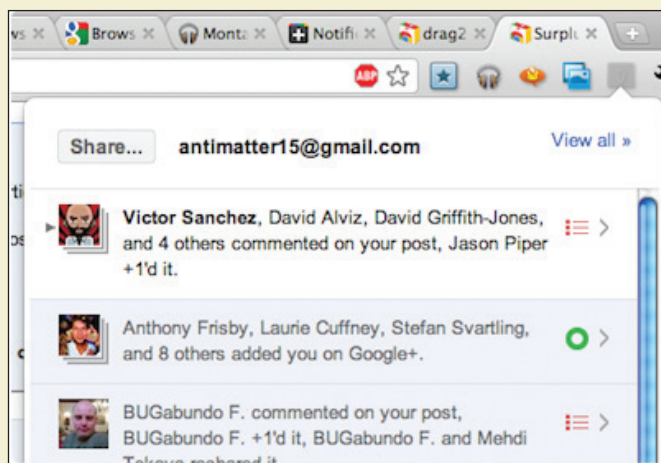 vs
Brows
Monta
Notifi
drag2
Surplu
ABP
Share...
antimatter15@gmail.com
View all »
Victor Sanchez, David Alviz, David Griffith-Jones,
and 4 others commented on your post, Jason Piper
+1'd it.
Anthony Frisby, Laurie Cuffney, Stefan Svartling,
and 8 others added you on Google+.
BUGabundo F. commented on your post,
BUGabundo F. +1'd it, BUGabundo F. and Mehdi